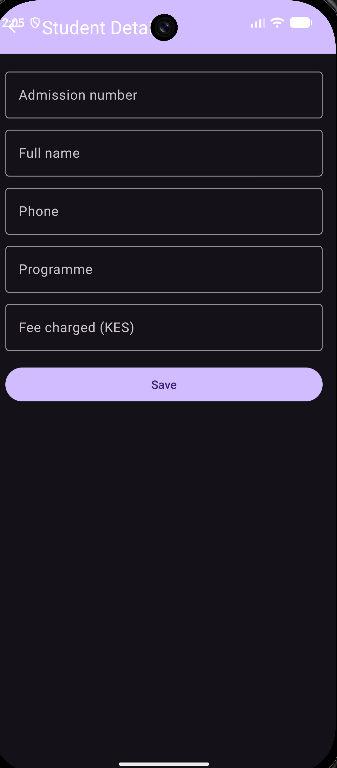 2:05
Student Deta
Admission number
Full name
Phone
Programme
Fee charged (KES)
Save